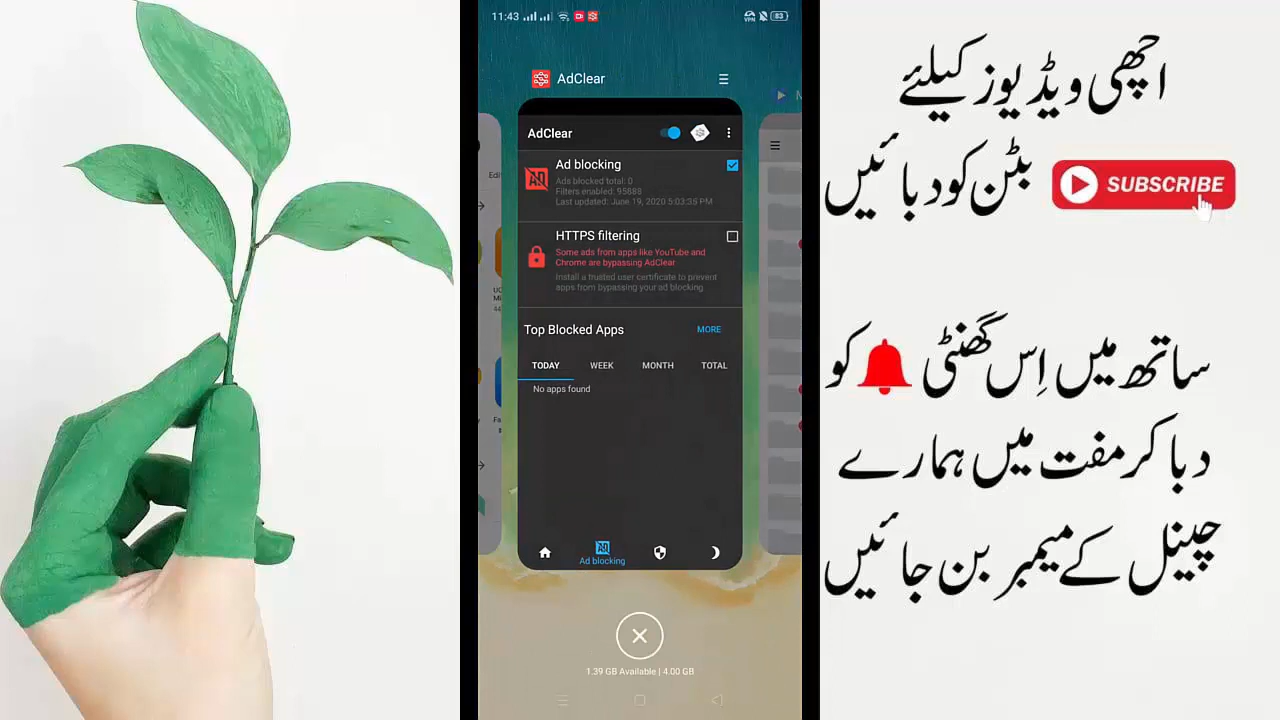 11:43
VPN
83
AdClear
AdClear
Ad blocking
Ads blocked total: 0
Filters enabled: 95888
Last updated: June 19, 2020 5:03:35 PM
HTTPS filtering
Some ads from apps like YouTube and
Chrome are bypassing AdClear
Install a trusted user certificate to prevent
apps from bypassing your ad blocking
Top Blocked Apps
MORE
TODAY WEEK MONTH TOTAL
No apps found
Ad blocking
1.39 GB Available | 4.00 GB
اچھی ویڈیوز کیلئے
بٹن کو دبائیں SUBSCRIBE
ساتھ میں اِس گھنٹی کو
دبا کر مفت میں ہمارے
چینل کے میمبر بن جائیں